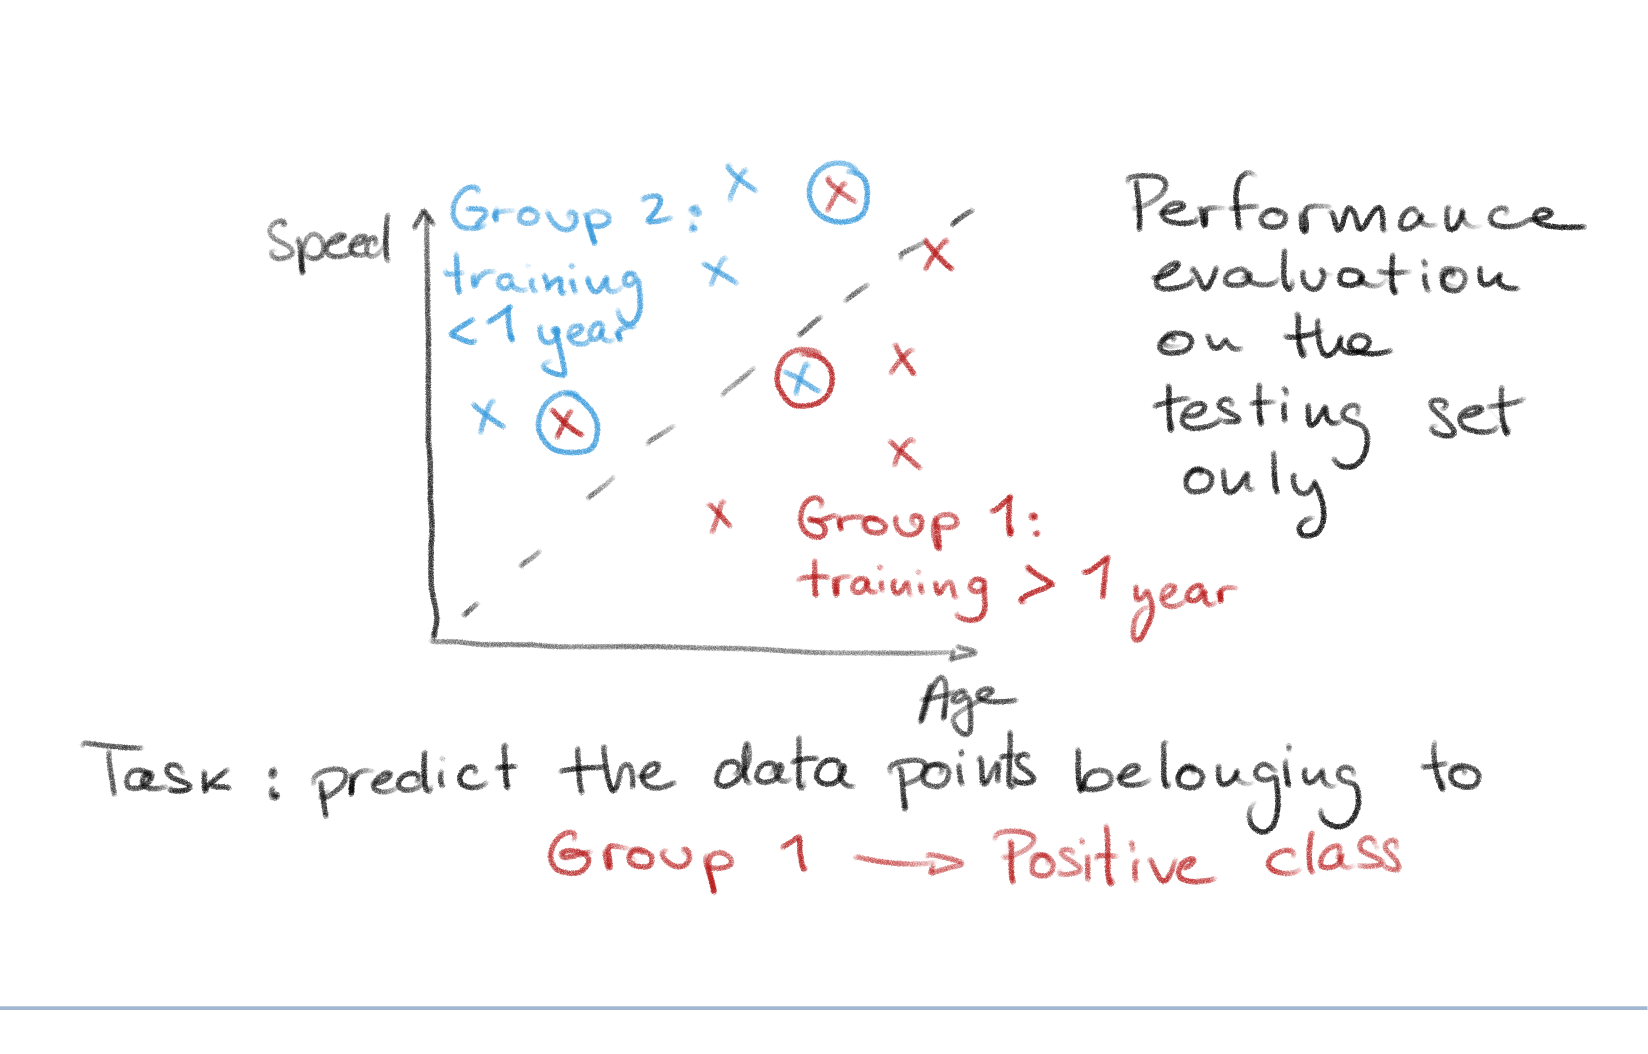 Speed
Group 2:
training
<1 year
Performance
evaluation
on the
testing set
only
Group 1:
training > 1 year
Age
Task: predict the data points belonging to
Group 1 → Positive class